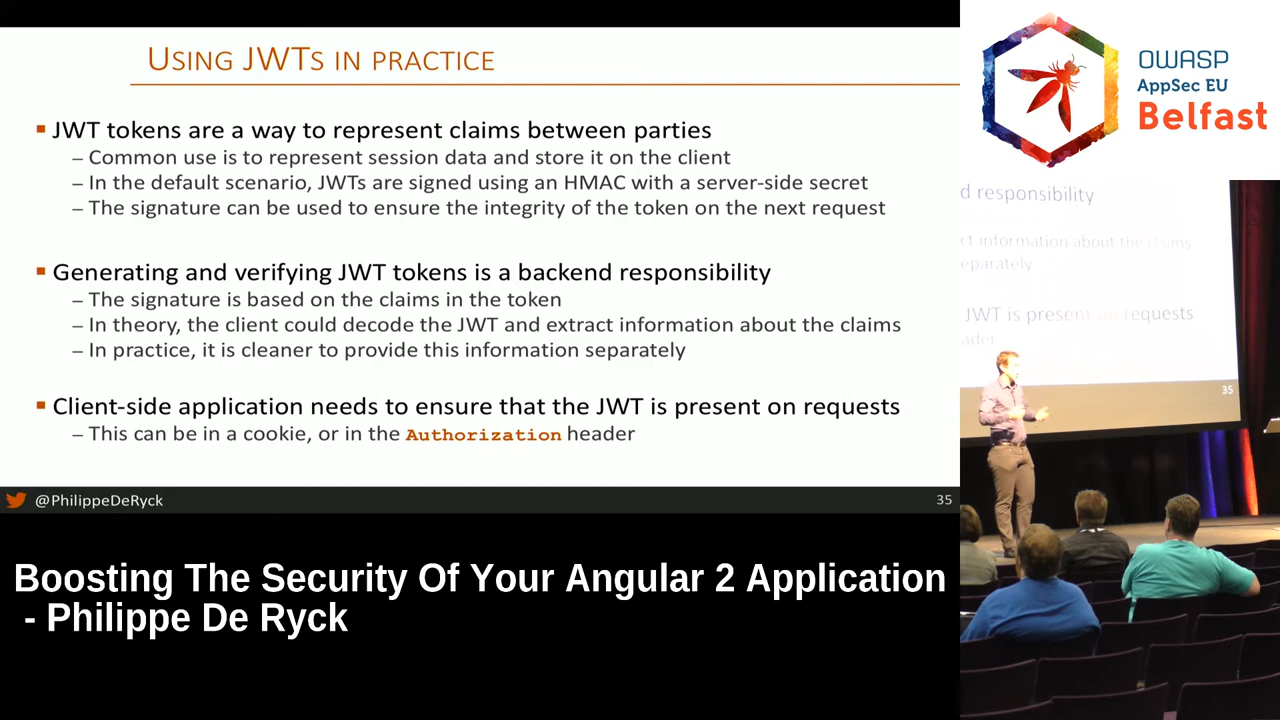 USING JWTS IN PRACTICE
▪ JWT tokens are a way to represent claims between parties
– Common use is to represent session data and store it on the client
– In the default scenario, JWTs are signed using an HMAC with a server-side secret
– The signature can be used to ensure the integrity of the token on the next request
▪ Generating and verifying JWT tokens is a backend responsibility
– The signature is based on the claims in the token
– In theory, the client could decode the JWT and extract information about the claims
– In practice, it is cleaner to provide this information separately
▪ Client-side application needs to ensure that the JWT is present on requests
– This can be in a cookie, or in the Authorization header
@PhilippeDeRyck
35
Boosting The Security Of Your Angular 2 Application
- Philippe De Ryck
OWASP
AppSec EU
Belfast
d responsibility
ct information about the claims
eparately
JWT is present on requests
ader
35